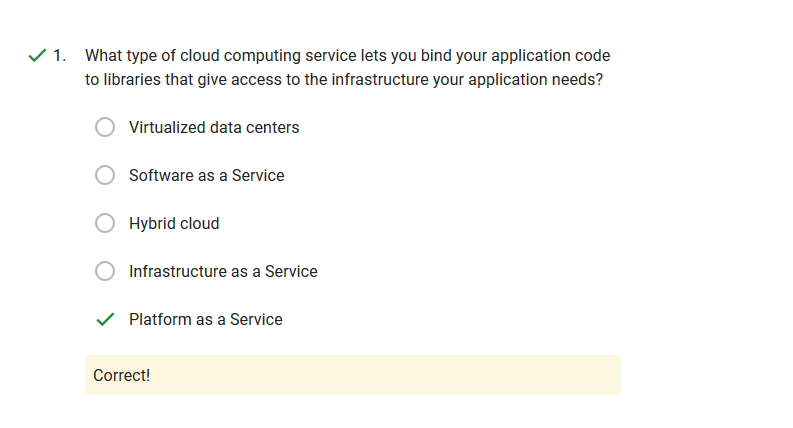 1. What type of cloud computing service lets you bind your application code
to libraries that give access to the infrastructure your application needs?
Virtualized data centers
Software as a Service
Hybrid cloud
Infrastructure as a Service
Platform as a Service
Correct!